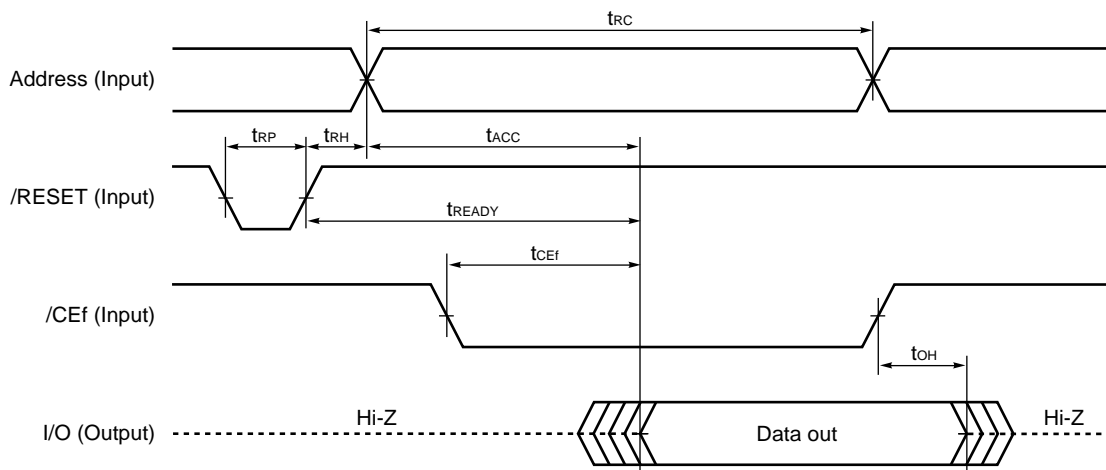 tRC
Address (Input)
tRP
tRH
tACC
/RESET (Input)
tREADY
tCEf
/CEf (Input)
tOH
Hi-Z
Hi-Z
I/O (Output)
Data out